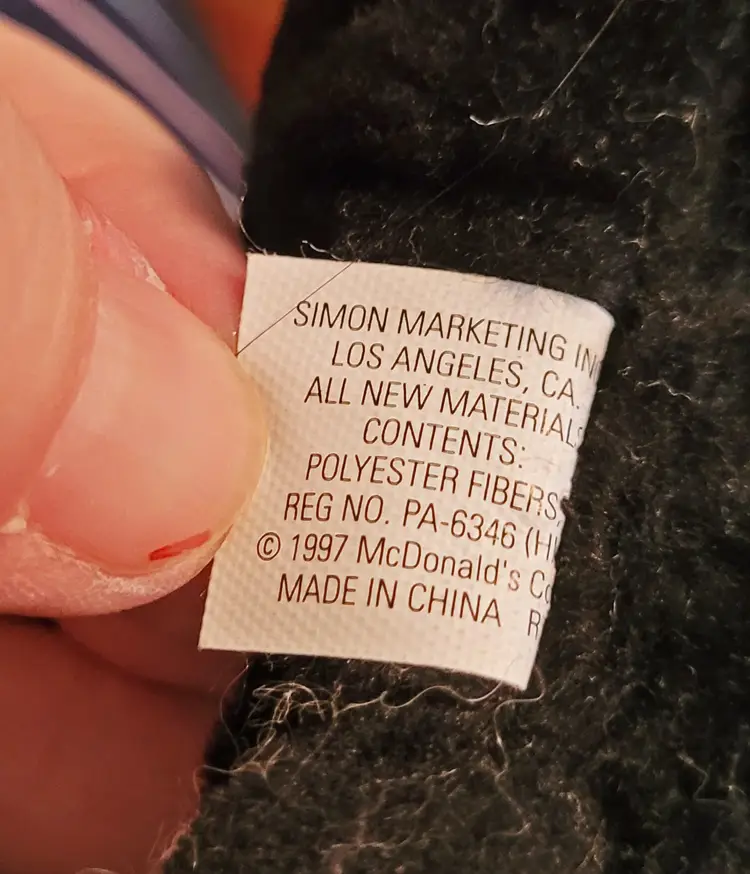 SIMON MARKETING IN
LOS ANGELES, CA.
ALL NEW MATERIALS
CONTENTS:
POLYESTER FIBERS,
REG NO. PA-6346 (H
© 1997 McDonald's Co
MADE IN CHINA R